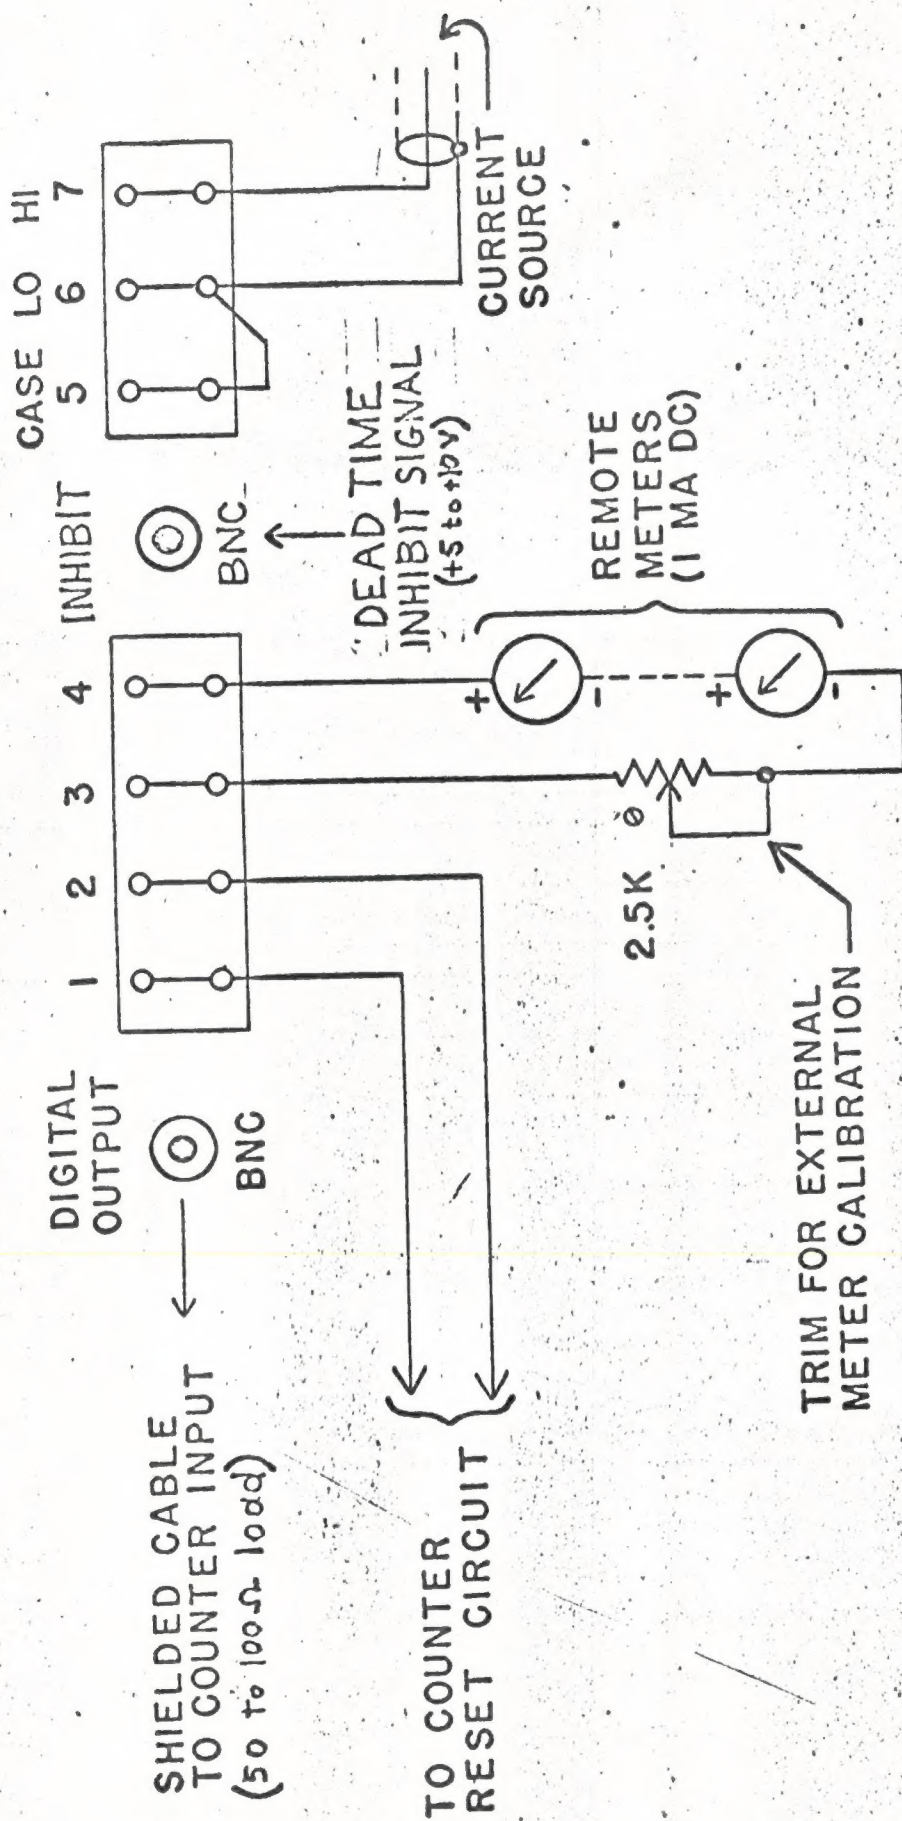 DIGITAL
OUTPUT
BNC
SHIELDED CABLE
TO COUNTER INPUT
(50 to 100Ω load)
1 2 3 4
TO COUNTER
RESET CIRCUIT
INHIBIT
BNC
DEAD TIME
INHIBIT SIGNAL
(+5 to +10V)
CASE LO HI
5 6 7
CURRENT
SOURCE
2.5K
+
-
+
-
REMOTE
METERS
(1 MA DC)
TRIM FOR EXTERNAL
METER CALIBRATION